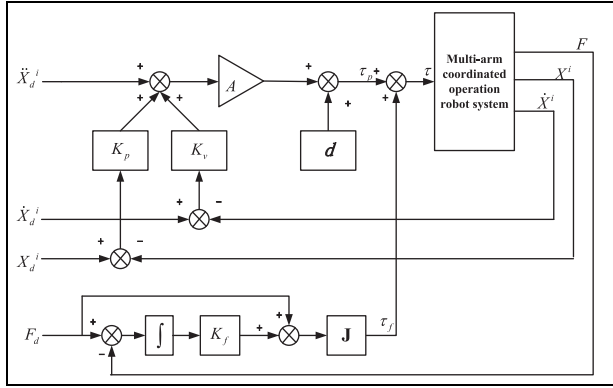 F
Ẍ_d^i
+
+
+
+
A
+
+
τ_p
+
+
τ
Multi-arm
coordinated
operation
robot system
X^i
Ẋ^i
K_p
K_v
d
Ẋ_d^i
+
-
X_d^i
+
-
F_d
+
-
∫
K_f
+
+
J
τ_f